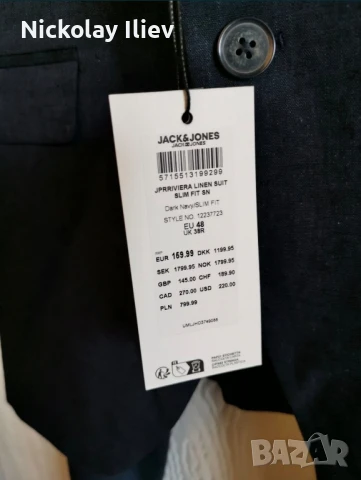 Nickolay Iliev
JACK&JONES
JACK&JONES
5715513199299
JPRRIVIERA LINEN SUIT
SLIM FIT SN
Dark Navy/SLIM FIT
STYLE NO. 12237723
EU 48
UK 38R
EUR 159.99 DKK 1199.95
SEK 1799.95 NOK 1799.95
GBP 145.00 CHF 189.90
CAD 270.00 USD 220.00
PLN 799.99
BAZAR.bg